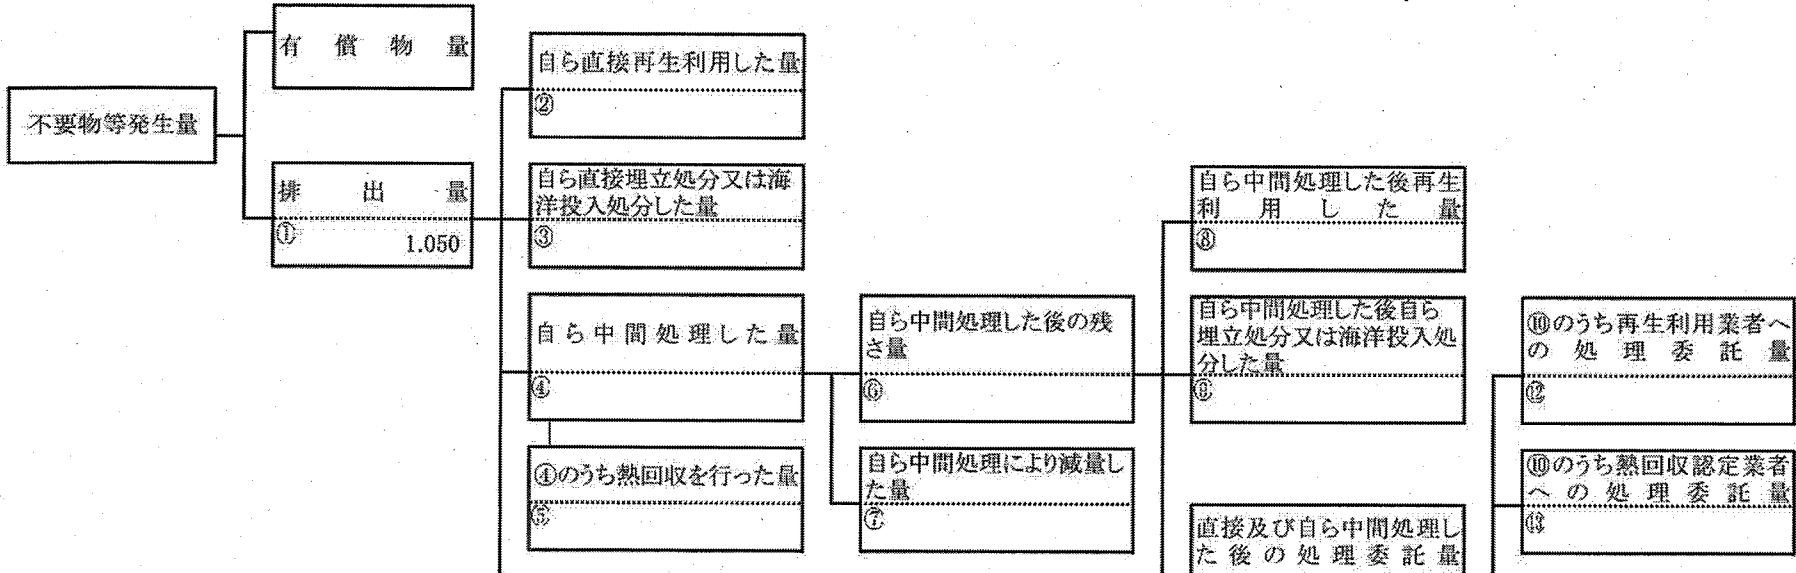 有償物量
不要物等発生量
排出量
①
1.050
自ら直接再生利用した量
②
自ら直接埋立処分又は海
洋投入処分した量
③
自ら中間処理した量
④
④のうち熱回収を行った量
⑤
自ら中間処理した後の残
さ量
⑥
自ら中間処理により減量し
た量
⑦
自ら中間処理した後再生
利用した量
⑧
自ら中間処理した後自ら
埋立処分又は海洋投入処
分した量
⑨
直接及び自ら中間処理し
た後の処理委託量
⑩のうち再生利用業者へ
の処理委託量
⑫
⑩のうち熱回収認定業者
への処理委託量
⑬